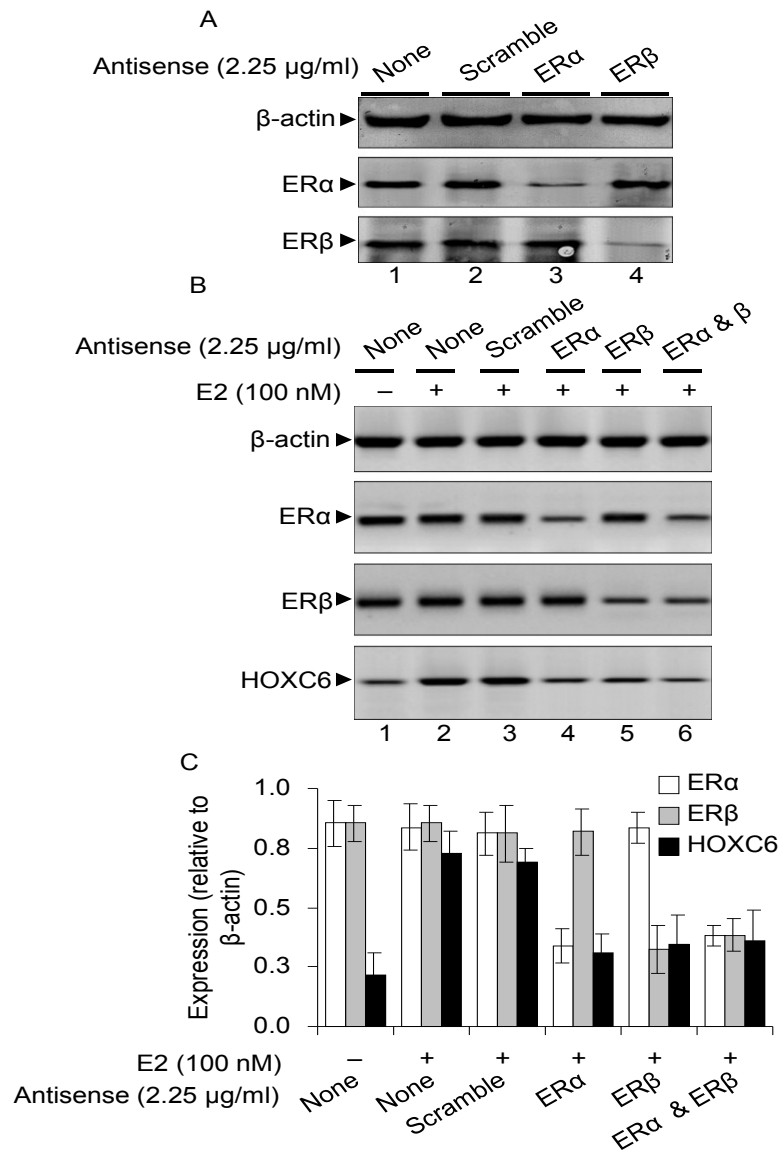 A
Antisense (2.25 μg/ml) None Scramble ERα ERβ
β-actin
ERα
ERβ
1 2 3 4
B
Antisense (2.25 μg/ml) None None Scramble ERα ERβ ERα & β
E2 (100 nM) – + + + + +
β-actin
ERα
ERβ
HOXC6
1 2 3 4 5 6
C
Expression (relative to
β-actin)
1.0
0.8
0.5
0.3
0.0
ERα
ERβ
HOXC6
E2 (100 nM) – + + + + +
Antisense (2.25 μg/ml) None None Scramble ERα ERβ ERα & ERβ